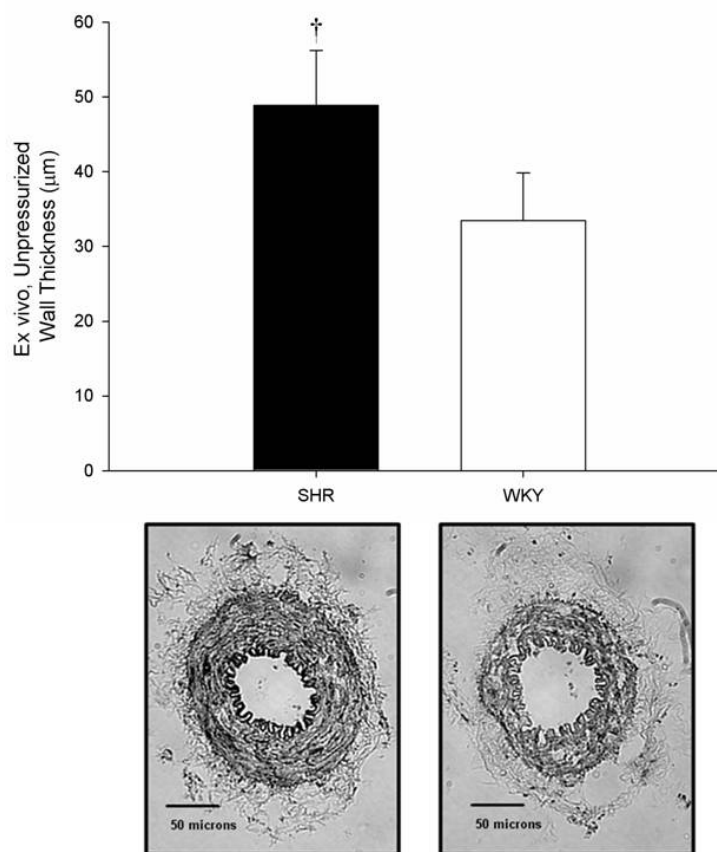 60
†
50
40
30
20
10
0
Ex vivo, Unpressurized
Wall Thickness (μm)
SHR
WKY
50 microns
50 microns